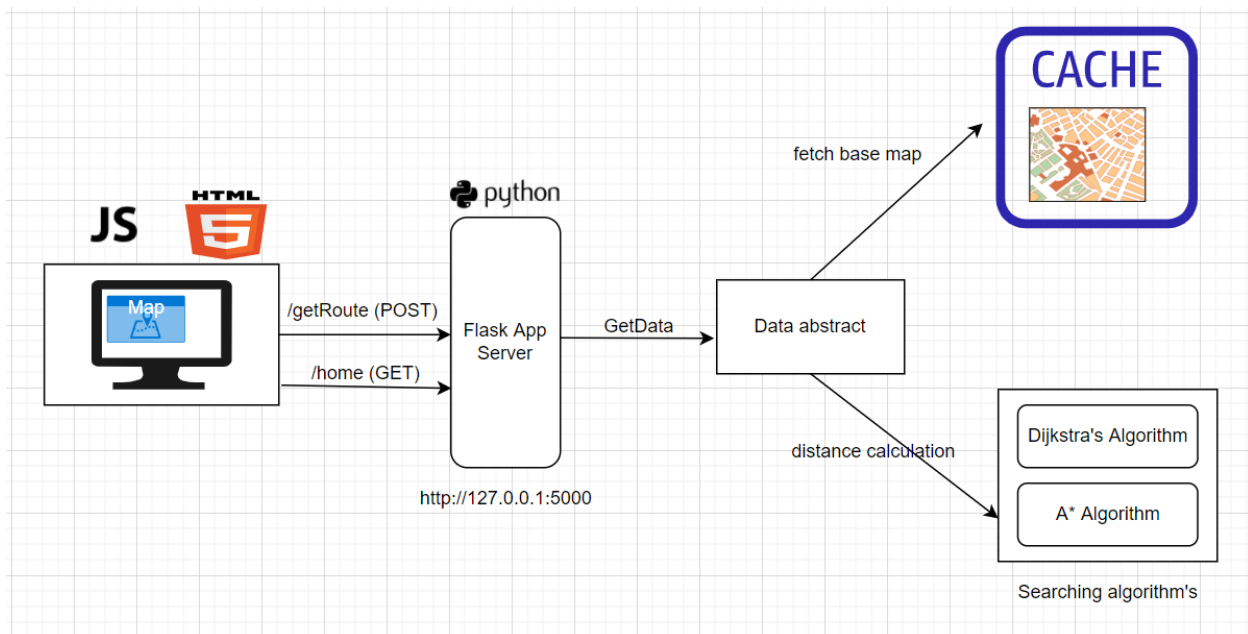 CACHE
fetch base map
python
HTML
5
JS
Map
/getRoute (POST)
/home (GET)
Flask App
Server
GetData
Data abstract
distance calculation
Dijkstra's Algorithm
A* Algorithm
http://127.0.0.1:5000
Searching algorithm's